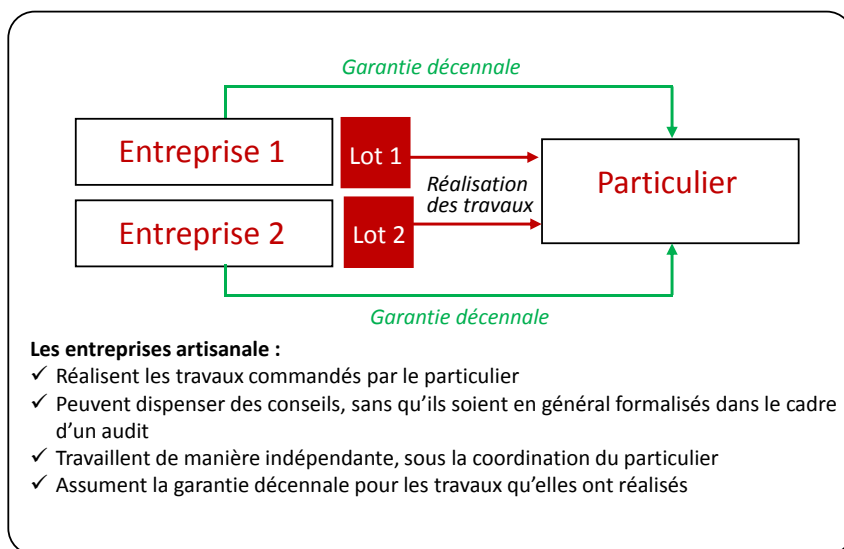 Garantie décennale
Entreprise 1
Lot 1
Réalisation
des travaux
Particulier
Entreprise 2
Lot 2
Garantie décennale
Les entreprises artisanale :
✓ Réalisent les travaux commandés par le particulier
✓ Peuvent dispenser des conseils, sans qu’ils soient en général formalisés dans le cadre
d’un audit
✓ Travaillent de manière indépendante, sous la coordination du particulier
✓ Assument la garantie décennale pour les travaux qu’elles ont réalisés